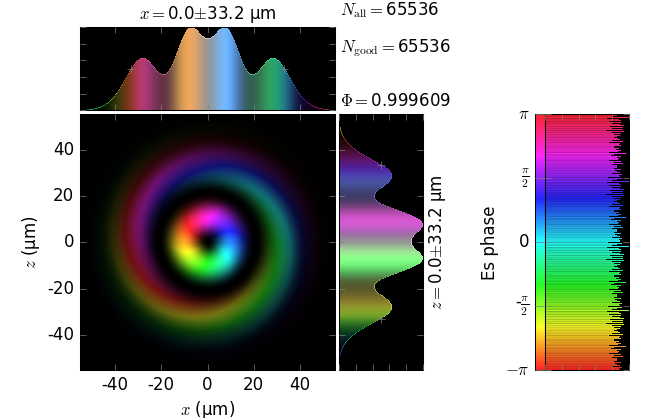 x = 0.0±33.2 μm
N_all = 65536
N_good = 65536
Φ = 0.999609
z (μm)
40
20
0
-20
-40
-40 -20 0 20 40
x (μm)
z = 0.0±33.2 μm
Es phase
π
π/2
0
-π/2
−π